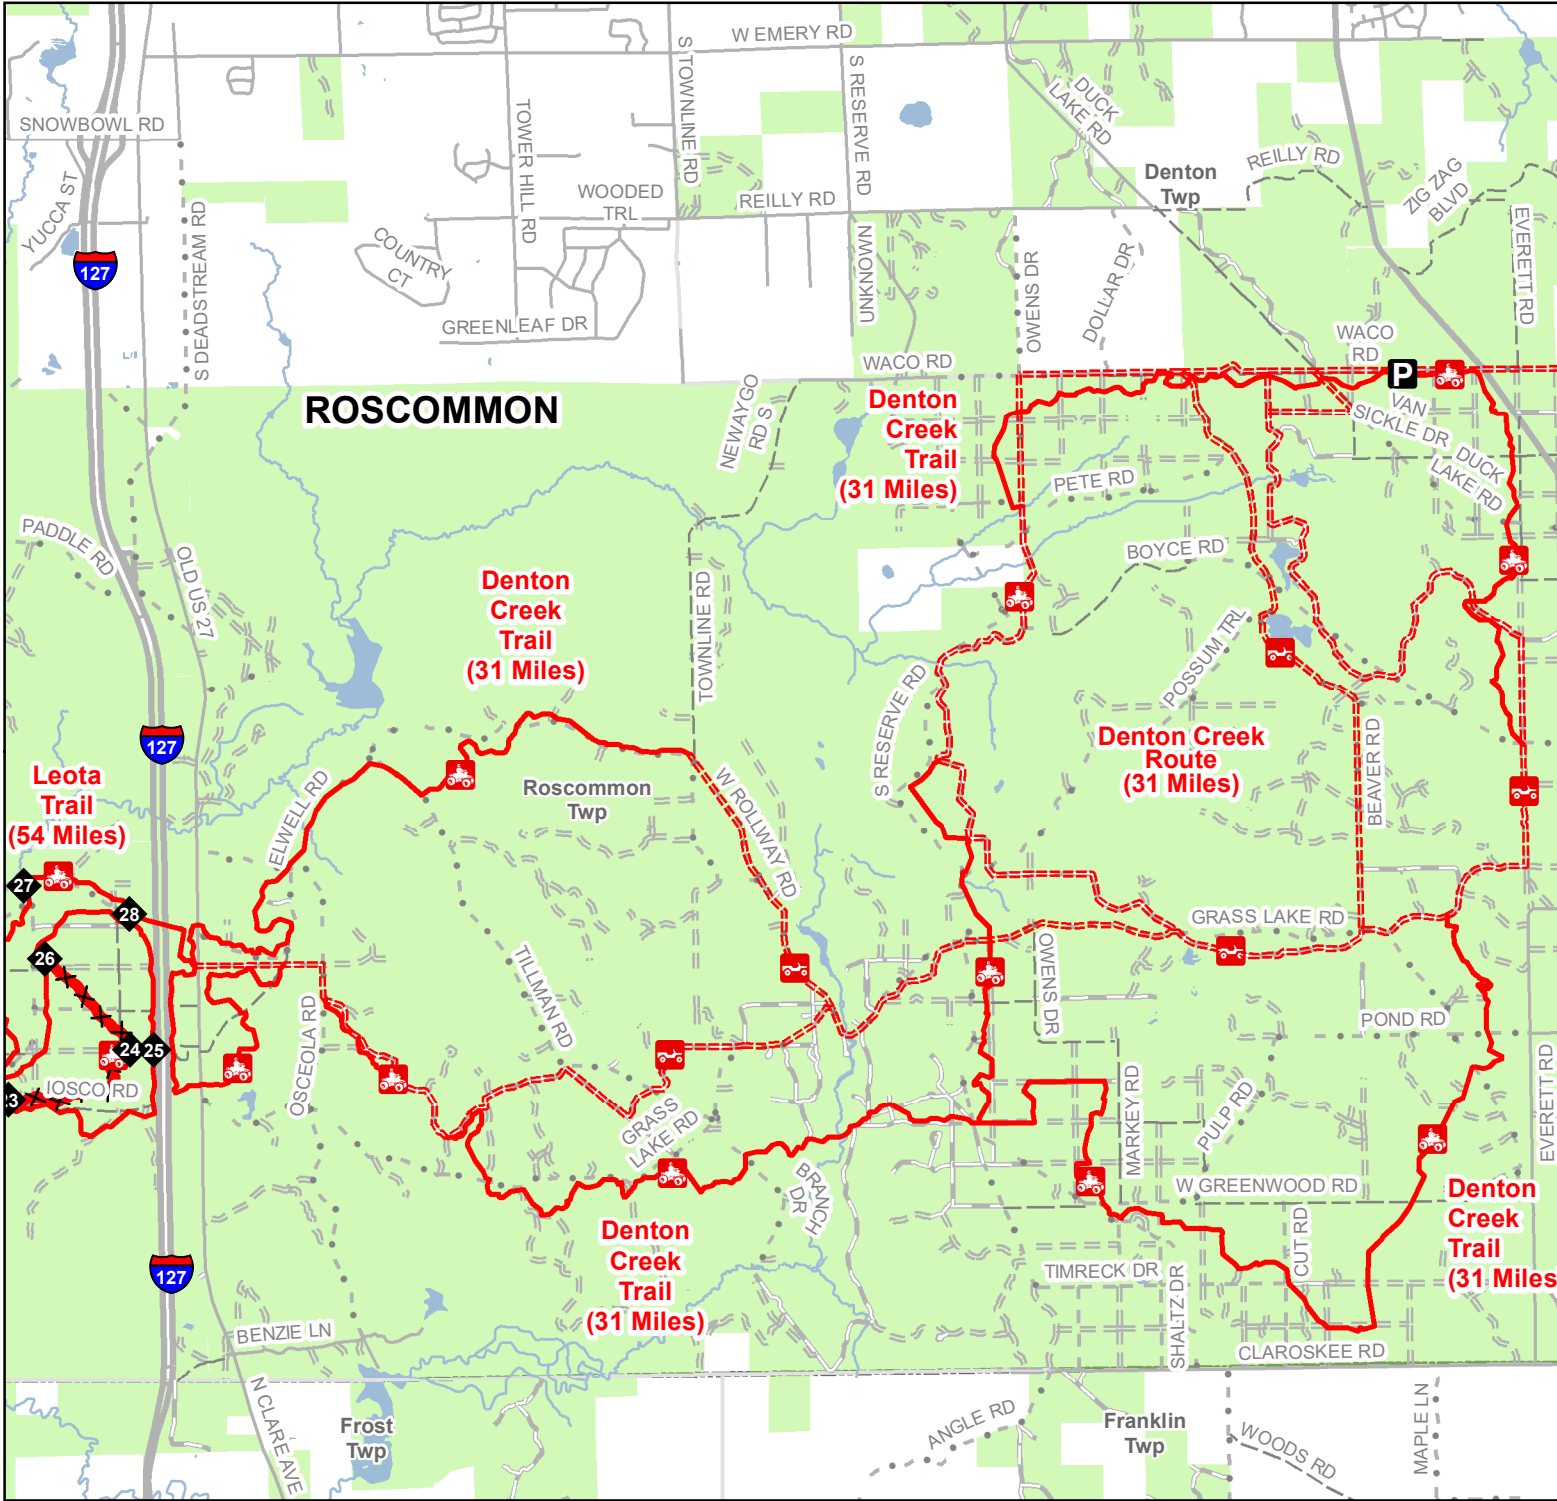 W EMERY RD
S TOWNLINE RD
S RESERVE RD
DUCK
LAKE RD
SNOWBOWL RD
TOWER HILL RD
YUCCA ST
S DEADSTREAM RD
WOODED
TRL
REILLY RD
Denton
Twp
REILLY RD
ZIG ZAG
BLVD
EVERETT RD
127
COUNTRY
CT
GREENLEAF DR
UNKNOWN
OWENS DR
DOLLAR DR
WACO
RD
WACO RD
P
ROSCOMMON
NEWAYGO
RD S
Denton
Creek
Trail
(31 Miles)
VAN
SICKLE DR
DUCK
LAKE RD
PETE RD
PADDLE RD
OLD US 27
BOYCE RD
Denton
Creek
Trail
(31 Miles)
TOWNLINE RD
POSSUM TRL
S RESERVE RD
127
Denton Creek
Route
(31 Miles)
BEAVER RD
Leota
Trail
(54 Miles)
ELWELL RD
Roscommon
Twp
W ROLLWAY RD
27
28
GRASS LAKE RD
26
TILLMAN RD
OWENS DR
OSCEOLA RD
POND RD
24
25
IOSCO RD
3
EVERETT RD
GRASS
LAKE RD
MARKEY RD
PULP RD
BRANCH
DR
W GREENWOOD RD
Denton
Creek
Trail
(31 Miles
Denton
Creek
Trail
(31 Miles)
CUT RD
127
TIMRECK DR
SHALTZ DR
BENZIE LN
CLAROSKEE RD
N CLARE AVE
Frost
Twp
ANGLE RD
Franklin
Twp
WOODS RD
MAPLE LN